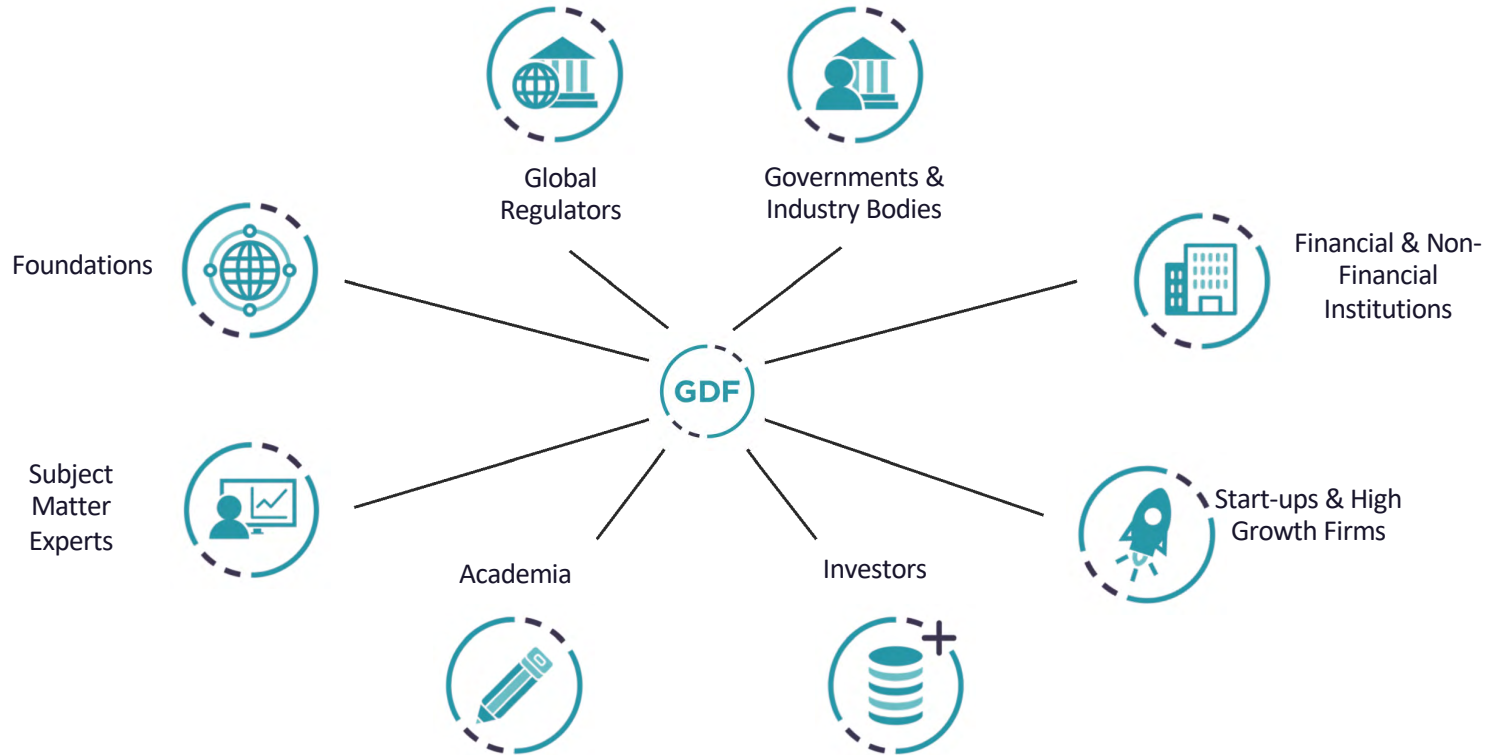 Global
Regulators
Governments &
Industry Bodies
Foundations
Financial & Non-
Financial
Institutions
GDF
Subject
Matter
Experts
Start-ups & High
Growth Firms
Academia
Investors